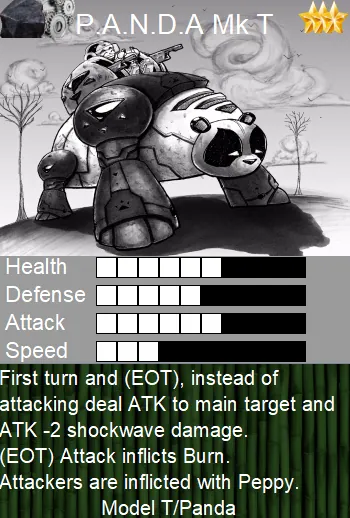 P.A.N.D.A Mk T
Health
Defense
Attack
Speed
First turn and (EOT), instead of
attacking deal ATK to main target and
ATK -2 shockwave damage.
(EOT) Attack inflicts Burn.
Attackers are inflicted with Peppy.
Model T/Panda